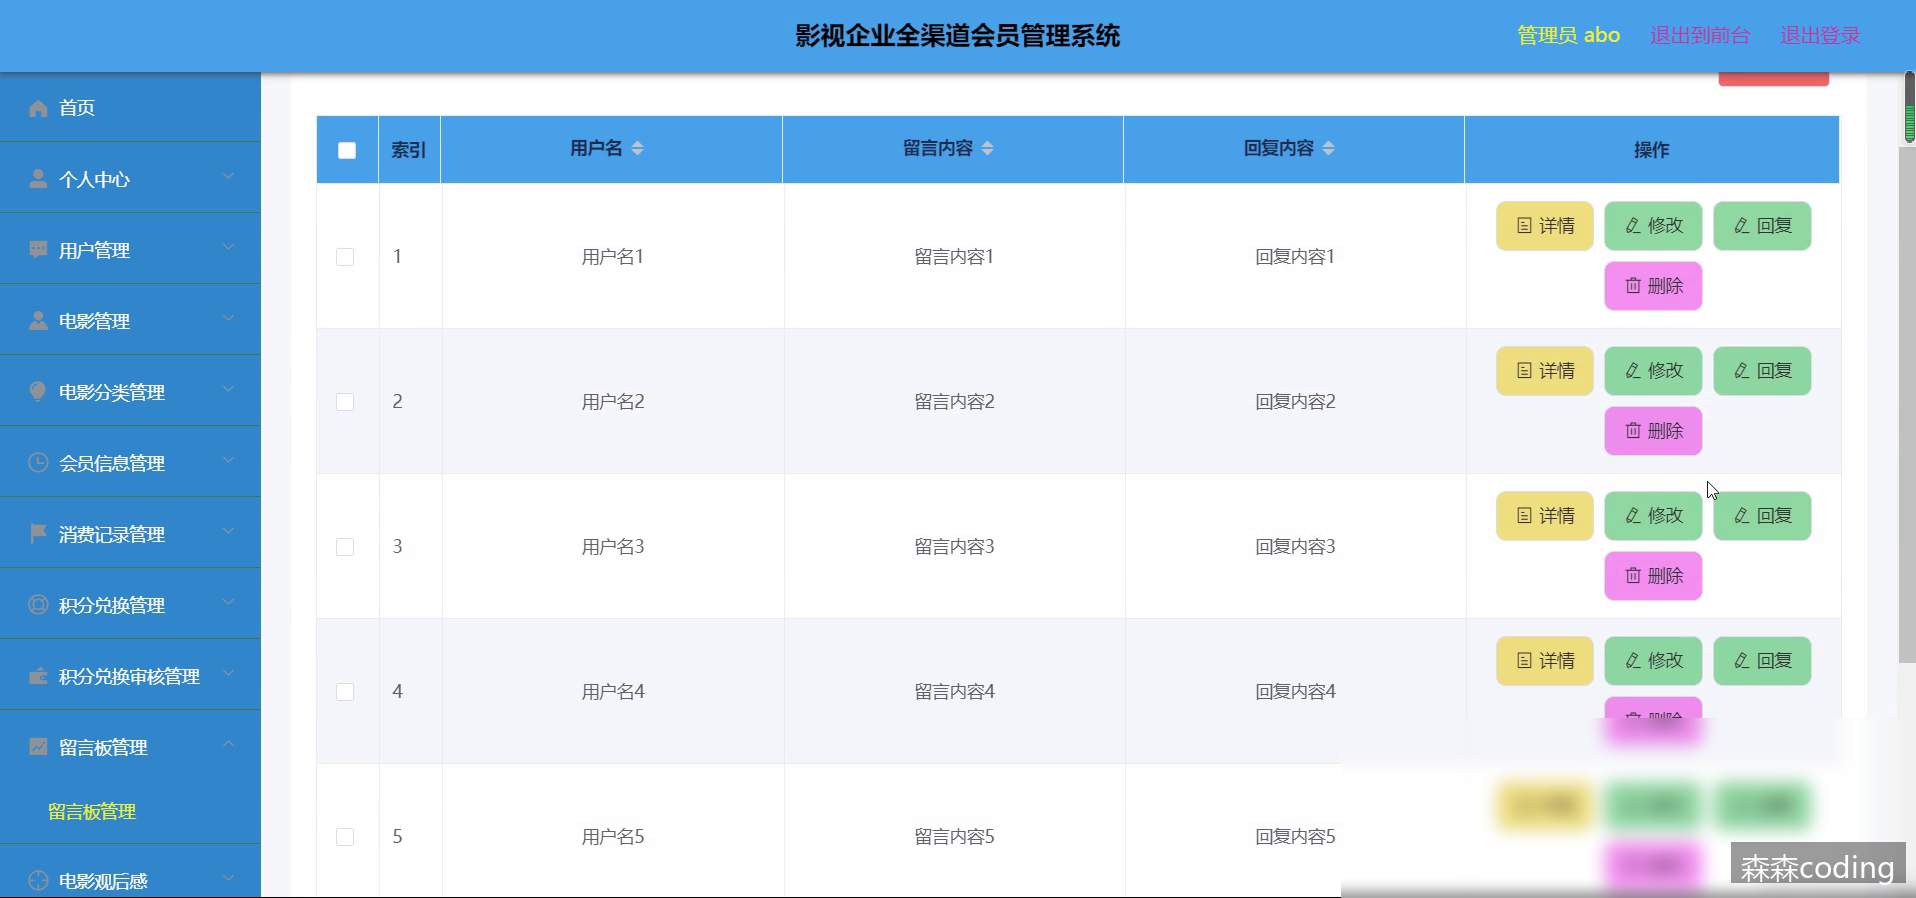 影视企业全渠道会员管理系统
管理员 abo 退出到前台 退出登录
首页
个人中心
用户管理
电影管理
电影分类管理
会员信息管理
消费记录管理
积分兑换管理
积分兑换审核管理
留言板管理
留言板管理
电影观后感
索引 用户名 留言内容 回复内容 操作
1 用户名1 留言内容1 回复内容1 详情 修改 回复
删除
2 用户名2 留言内容2 回复内容2 详情 修改 回复
删除
3 用户名3 留言内容3 回复内容3 详情 修改 回复
删除
4 用户名4 留言内容4 回复内容4 详情 修改 回复
删除
5 用户名5 留言内容5 回复内容5
森森coding